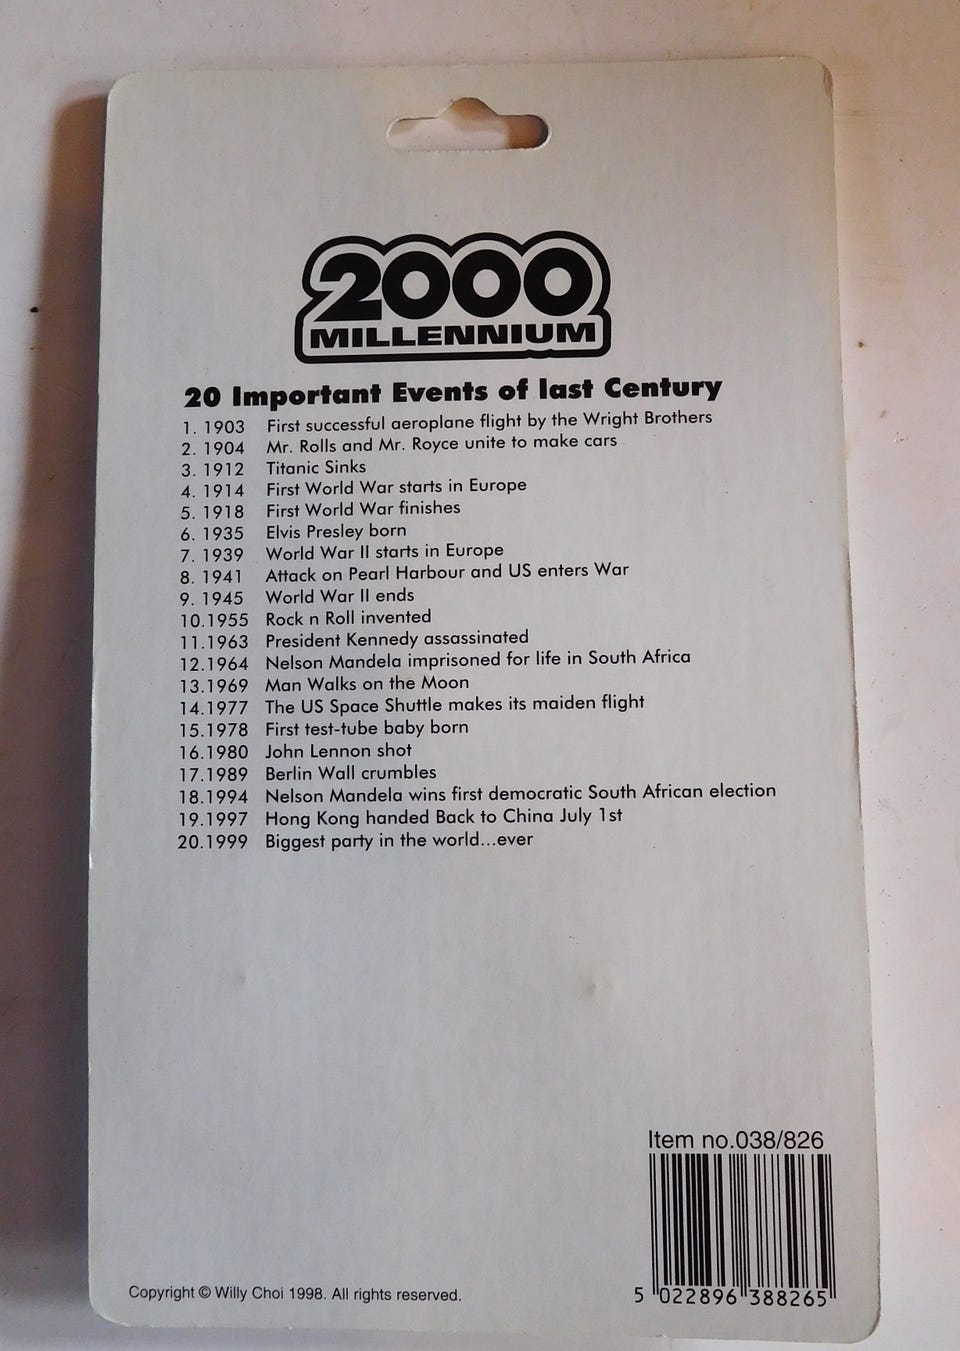 2000
MILLENNIUM
20 Important Events of last Century
1. 1903 First successful aeroplane flight by the Wright Brothers
2. 1904 Mr. Rolls and Mr. Royce unite to make cars
3. 1912 Titanic Sinks
4. 1914 First World War starts in Europe
5. 1918 First World War finishes
6. 1935 Elvis Presley born
7. 1939 World War II starts in Europe
8. 1941 Attack on Pearl Harbour and US enters War
9. 1945 World War II ends
10.1955 Rock n Roll invented
11.1963 President Kennedy assassinated
12.1964 Nelson Mandela imprisoned for life in South Africa
13.1969 Man Walks on the Moon
14.1977 The US Space Shuttle makes its maiden flight
15.1978 First test-tube baby born
16.1980 John Lennon shot
17.1989 Berlin Wall crumbles
18.1994 Nelson Mandela wins first democratic South African election
19.1997 Hong Kong handed Back to China July 1st
20.1999 Biggest party in the world...ever
Item no.038/826
5 022896 388265
Copyright © Willy Choi 1998. All rights reserved.